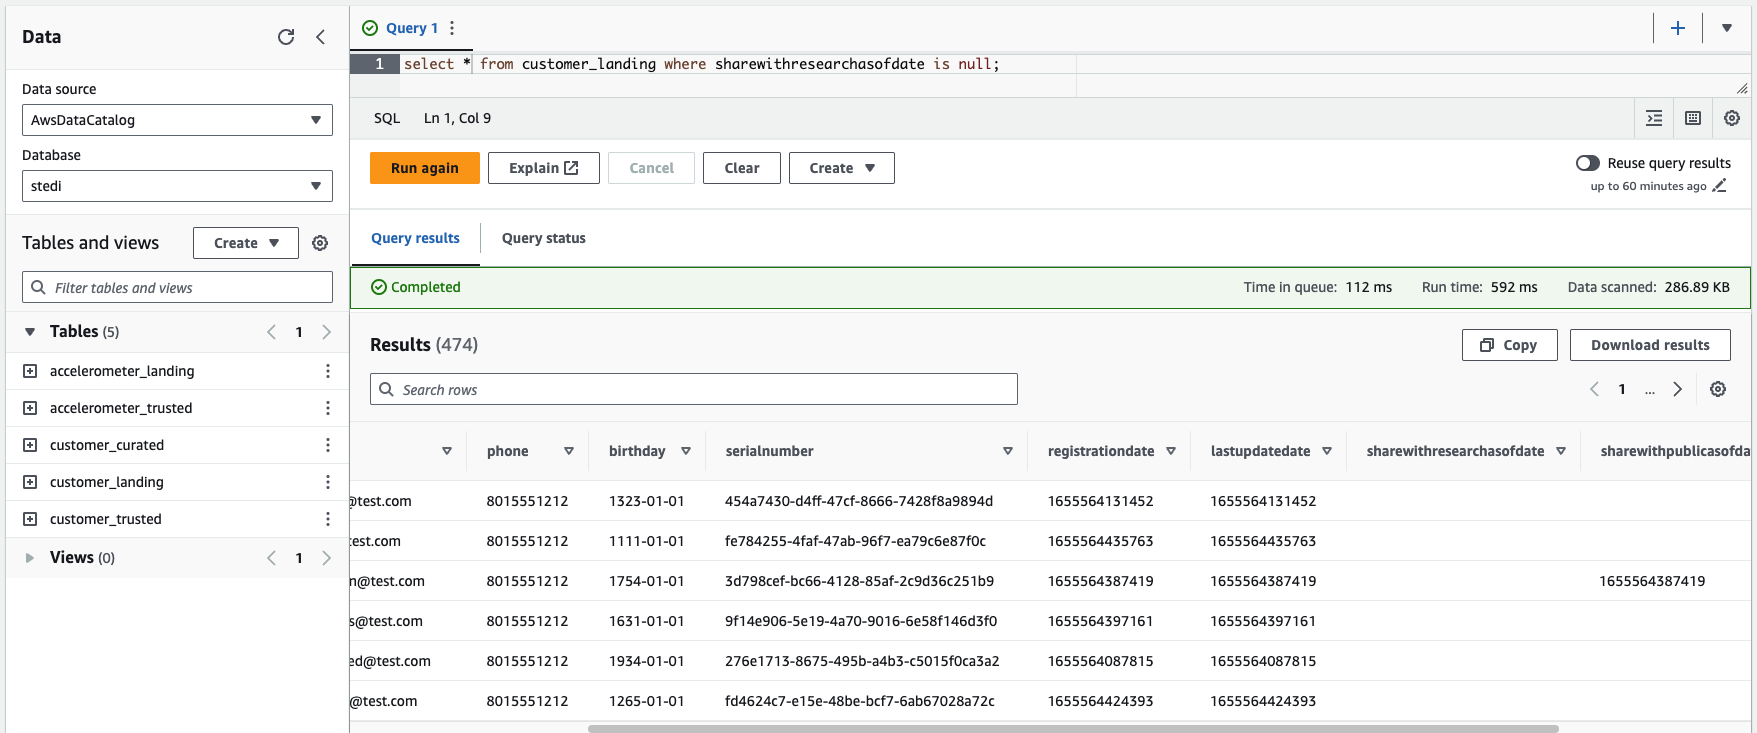 Data
Data source
AwsDataCatalog
Database
stedi
Tables and views
Create
Filter tables and views
Tables (5)
1
accelerometer_landing
accelerometer_trusted
customer_curated
customer_landing
customer_trusted
Views (0)
1
Query 1
1 select * from customer_landing where sharewithresearchasofdate is null;
SQL Ln 1, Col 9
Run again Explain Cancel Clear Create
Reuse query results
up to 60 minutes ago
Query results Query status
Completed Time in queue: 112 ms Run time: 592 ms Data scanned: 286.89 KB
Results (474) Copy Download results
Search rows
1 ...
phone birthday serialnumber registrationdate lastupdatedate sharewithresearchasofdate sharewithpublicasofda
@test.com 8015551212 1323-01-01 454a7430-d4ff-47cf-8666-7428f8a9894d 1655564131452 1655564131452
test.com 8015551212 1111-01-01 fe784255-4faf-47ab-96f7-ea79c6e87f0c 1655564435763 1655564435763
n@test.com 8015551212 1754-01-01 3d798cef-bc66-4128-85af-2c9d36c251b9 1655564387419 1655564387419 1655564387419
s@test.com 8015551212 1631-01-01 9f14e906-5e19-4a70-9016-6e58f146d3f0 1655564397161 1655564397161
ed@test.com 8015551212 1934-01-01 276e1713-8675-495b-a4b3-c5015f0ca3a2 1655564087815 1655564087815
@test.com 8015551212 1265-01-01 fd4624c7-e15e-48be-bcf7-6ab67028a72c 1655564424393 1655564424393